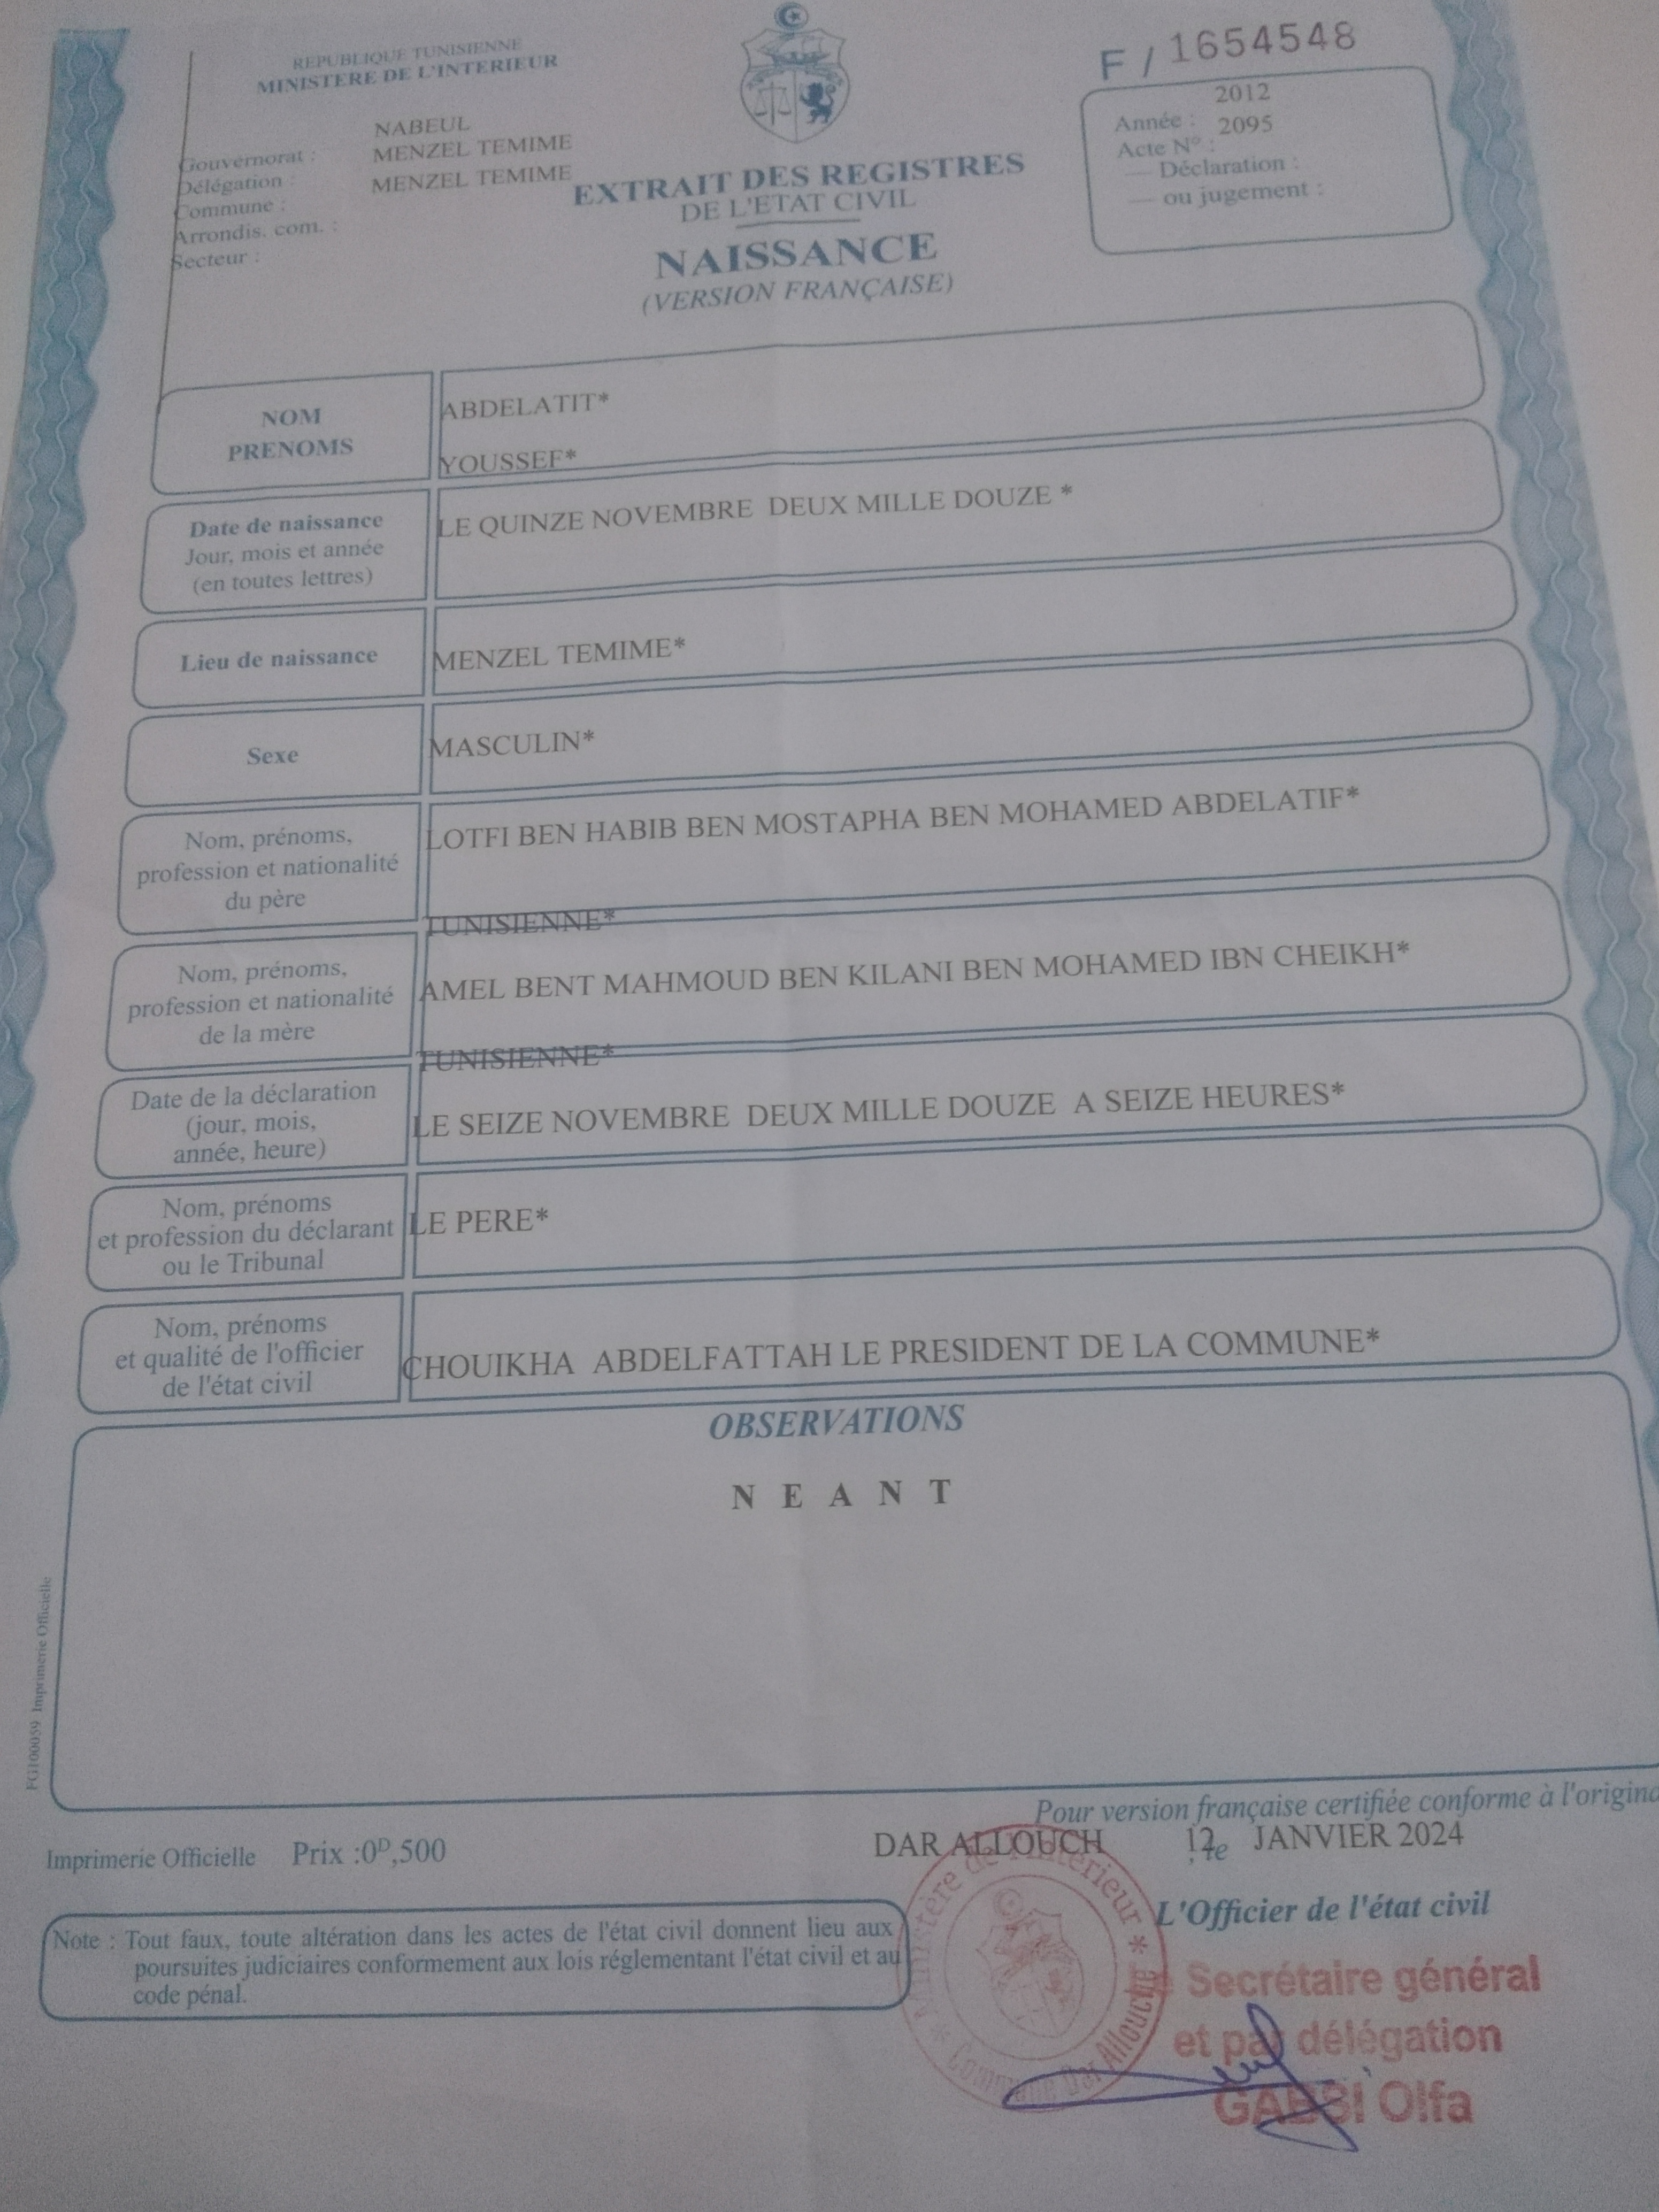 REPUBLIQUE TUNISIENNE
MINISTERE DE L'INTERIEUR
F / 1654548
Gouvernorat : NABEUL
Délégation : MENZEL TEMIME
Commune : MENZEL TEMIME
Arrondis. com. :
Secteur :
2012
Année : 2095
Acte N° :
— Déclaration :
— ou jugement :
EXTRAIT DES REGISTRES
DE L'ETAT CIVIL
NAISSANCE
(VERSION FRANÇAISE)
NOM ABDELATIT*
PRENOMS YOUSSEF*
Date de naissance
Jour, mois et année
(en toutes lettres)
LE QUINZE NOVEMBRE DEUX MILLE DOUZE *
Lieu de naissance
MENZEL TEMIME*
Sexe
MASCULIN*
Nom, prénoms,
profession et nationalité
du père
LOTFI BEN HABIB BEN MOSTAPHA BEN MOHAMED ABDELATIF*
TUNISIENNE*
Nom, prénoms,
profession et nationalité
de la mère
AMEL BENT MAHMOUD BEN KILANI BEN MOHAMED IBN CHEIKH*
TUNISIENNE*
Date de la déclaration
(jour, mois,
année, heure)
LE SEIZE NOVEMBRE DEUX MILLE DOUZE A SEIZE HEURES*
Nom, prénoms
et profession du déclarant
ou le Tribunal
LE PERE*
Nom, prénoms
et qualité de l'officier
de l'état civil
CHOUIKHA ABDELFATTAH LE PRESIDENT DE LA COMMUNE*
OBSERVATIONS
N E A N T
FG100059 Imprimerie Officielle
Pour version française certifiée conforme à l'origina
Imprimerie Officielle Prix :0D,500
DAR ALLOUCH , le 12 JANVIER 2024
L'Officier de l'état civil
Note : Tout faux, toute altération dans les actes de l'état civil donnent lieu aux
poursuites judiciaires conformement aux lois réglementant l'état civil et au
code pénal.
* Ministère de l'Intérieur *
Commune Dar Allouche
Secrétaire général
et par délégation
GABSI Olfa